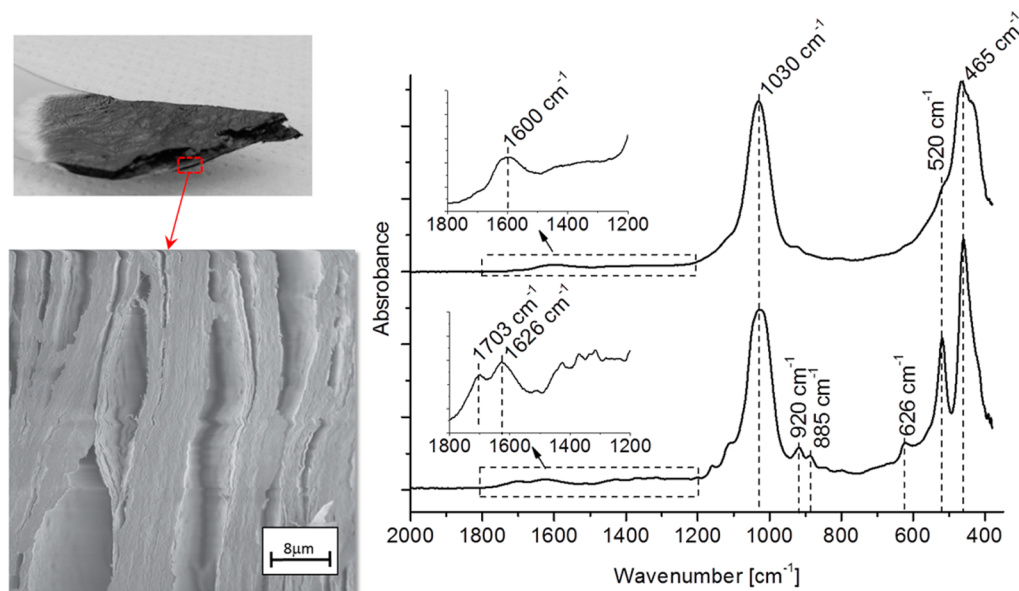 8μm
Absrobance
1030 cm⁻¹
465 cm⁻¹
520 cm⁻¹
1600 cm⁻¹
1800 1600 1400 1200
1703 cm⁻¹
1626 cm⁻¹
1800 1600 1400 1200
920 cm⁻¹
885 cm⁻¹
626 cm⁻¹
2000 1800 1600 1400 1200 1000 800 600 400
Wavenumber [cm⁻¹]